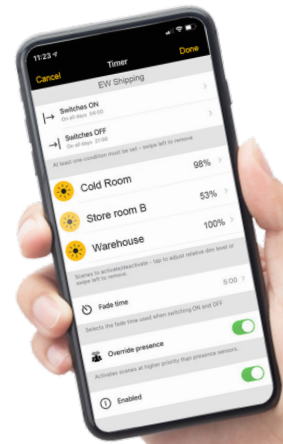 11:23
Cancel
Timer
Done
EW Shipping
Switches ON
On all days 06:00
Switches OFF
On all days 21:00
At least one condition must be set - swipe left to remove
Cold Room
98%
Store room B
53%
Warehouse
100%
Scenes to activate/deactivate - tap to adjust relative dim level or
swipe left to remove.
Fade time
5:00
Selects the fade time used when switching ON and OFF
Override presence
Activates scenes at higher priority than presence sensors.
Enabled